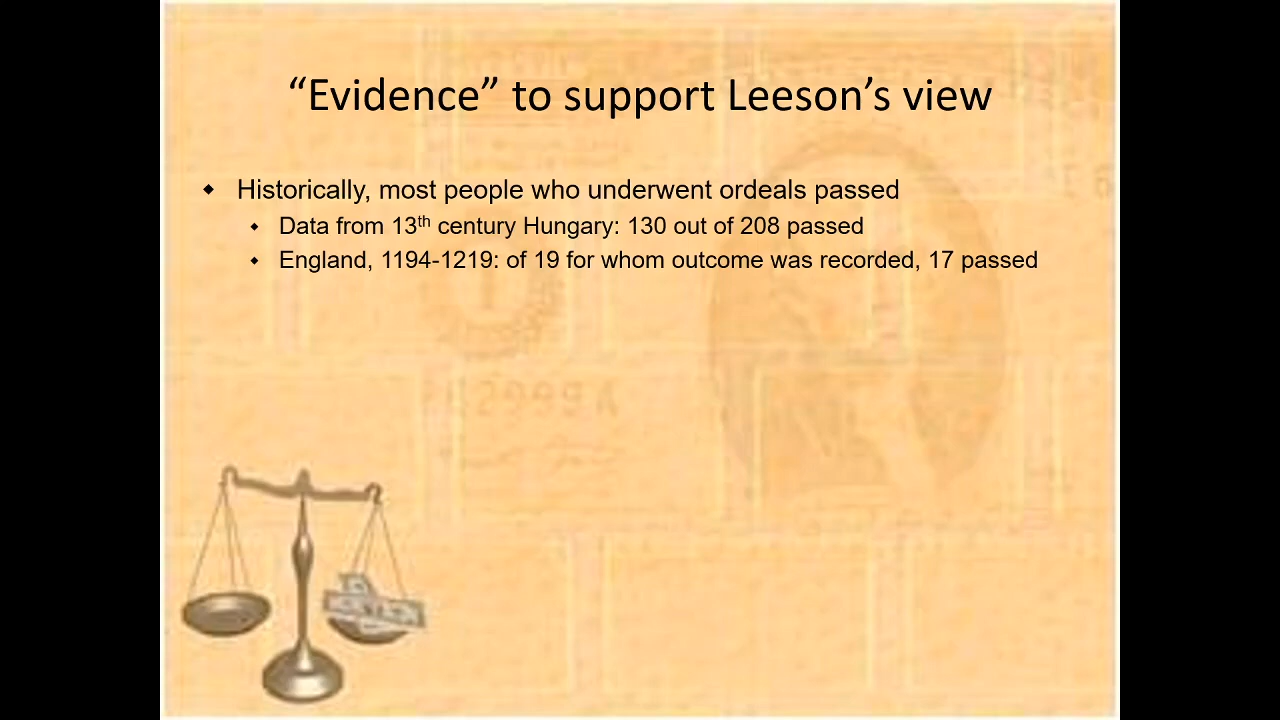 “Evidence” to support Leeson’s view
Historically, most people who underwent ordeals passed
Data from 13th century Hungary: 130 out of 208 passed
England, 1194-1219: of 19 for whom outcome was recorded, 17 passed